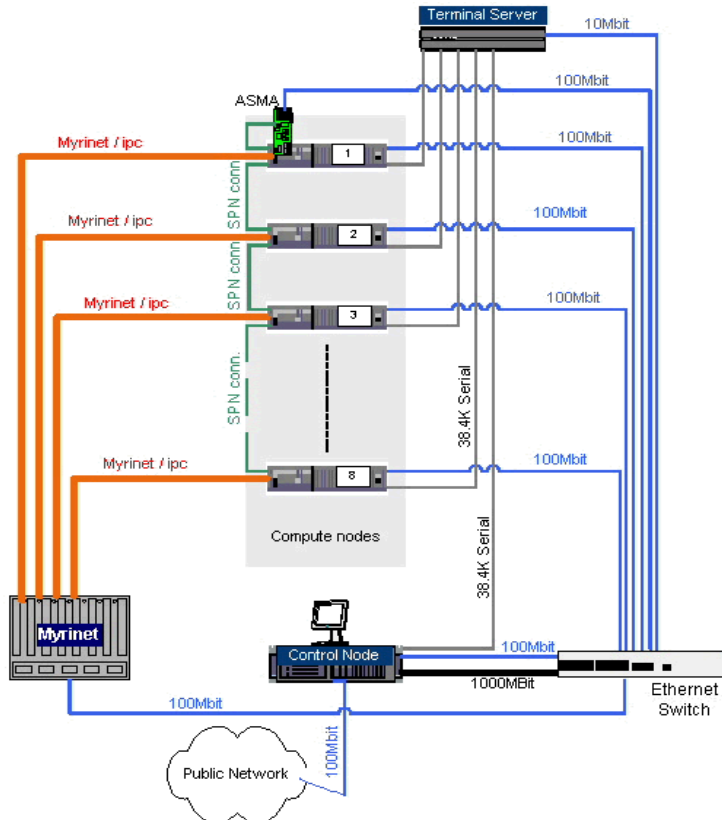 Terminal Server
10Mbit
100Mbit
ASMA
Myrinet / ipc
1
100Mbit
SPN conn.
Myrinet / ipc
2
100Mbit
SPN conn.
Myrinet / ipc
3
100Mbit
SPN conn.
38.4K Serial
Myrinet / ipc
8
100Mbit
Compute nodes
38.4K Serial
Myrinet
Control Node
100Mbit
1000MBit
Ethernet
Switch
100Mbit
100Mbit
Public Network